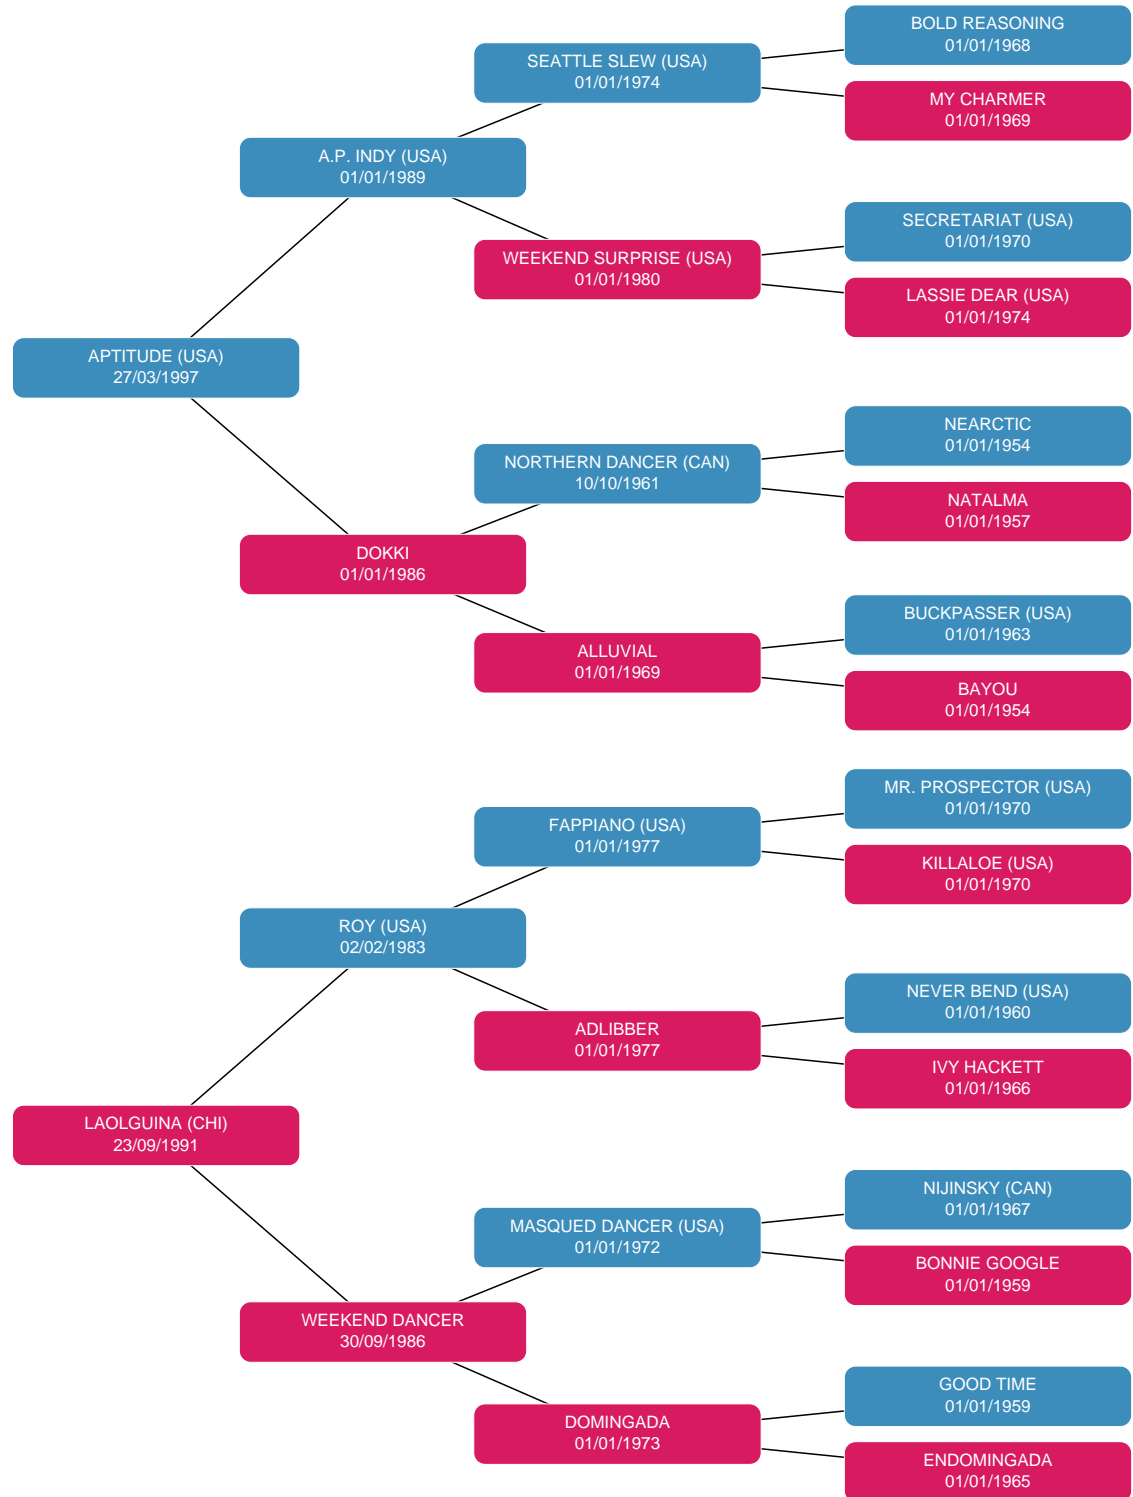 BOLD REASONING
01/01/1968
SEATTLE SLEW (USA)
01/01/1974
MY CHARMER
01/01/1969
A.P. INDY (USA)
01/01/1989
SECRETARIAT (USA)
01/01/1970
WEEKEND SURPRISE (USA)
01/01/1980
LASSIE DEAR (USA)
01/01/1974
APTITUDE (USA)
27/03/1997
NEARCTIC
01/01/1954
NORTHERN DANCER (CAN)
10/10/1961
NATALMA
01/01/1957
DOKKI
01/01/1986
BUCKPASSER (USA)
01/01/1963
ALLUVIAL
01/01/1969
BAYOU
01/01/1954
MR. PROSPECTOR (USA)
01/01/1970
FAPPIANO (USA)
01/01/1977
KILLALOE (USA)
01/01/1970
ROY (USA)
02/02/1983
NEVER BEND (USA)
01/01/1960
ADLIBBER
01/01/1977
IVY HACKETT
01/01/1966
LAOLGUINA (CHI)
23/09/1991
NIJINSKY (CAN)
01/01/1967
MASQUED DANCER (USA)
01/01/1972
BONNIE GOOGLE
01/01/1959
WEEKEND DANCER
30/09/1986
GOOD TIME
01/01/1959
DOMINGADA
01/01/1973
ENDOMINGADA
01/01/1965